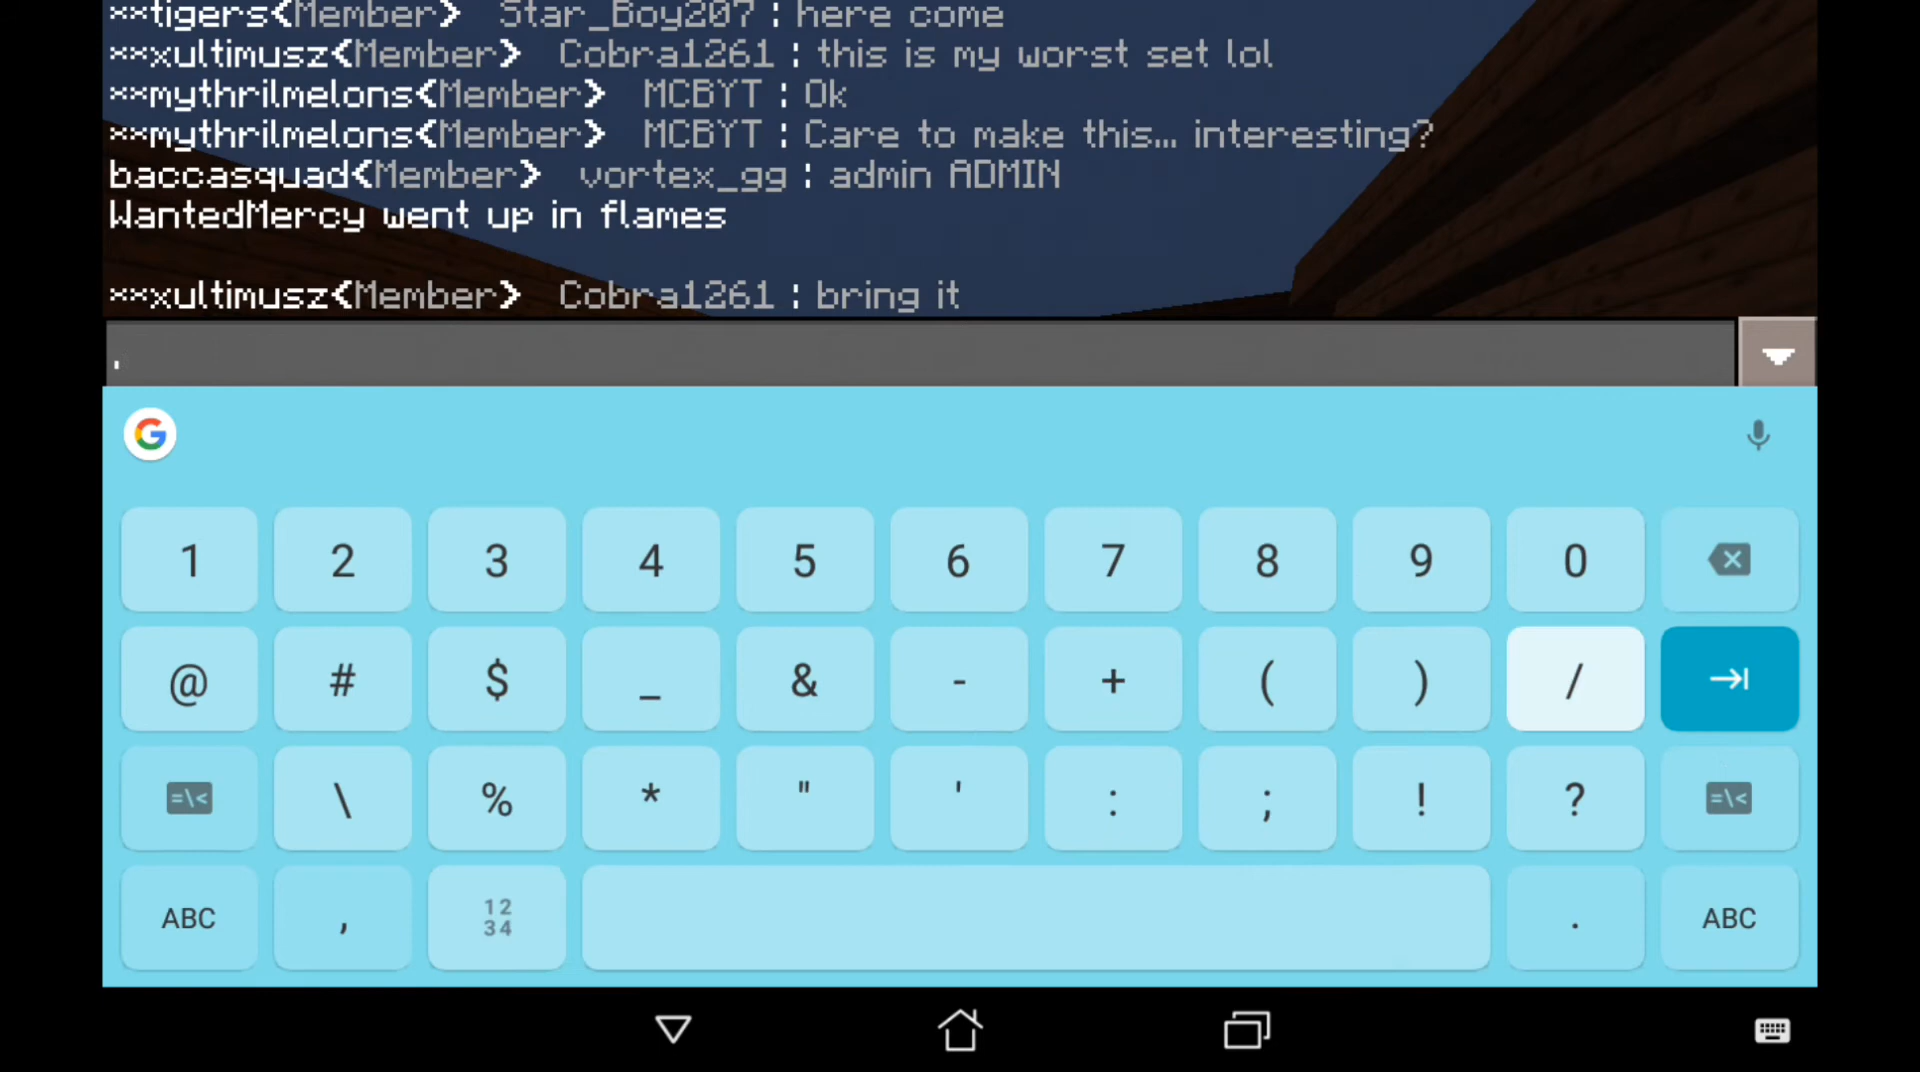 **tigers<Member> Star_Boy207 : here come
**xultimusz<Member> Cobra1261 : this is my worst set lol
**mythrilmelons<Member> MCBYT : Ok
**mythrilmelons<Member> MCBYT : Care to make this... interesting?
baccasquad<Member> vortex_gg : admin ADMIN
WantedMercy went up in flames
**xultimusz<Member> Cobra1261 : bring it
,
G
1 2 3 4 5 6 7 8 9 0
@ # $ _ & - + ( ) /
=\< \ % * " ' : ; ! ? =\<
ABC , 12 . ABC
34